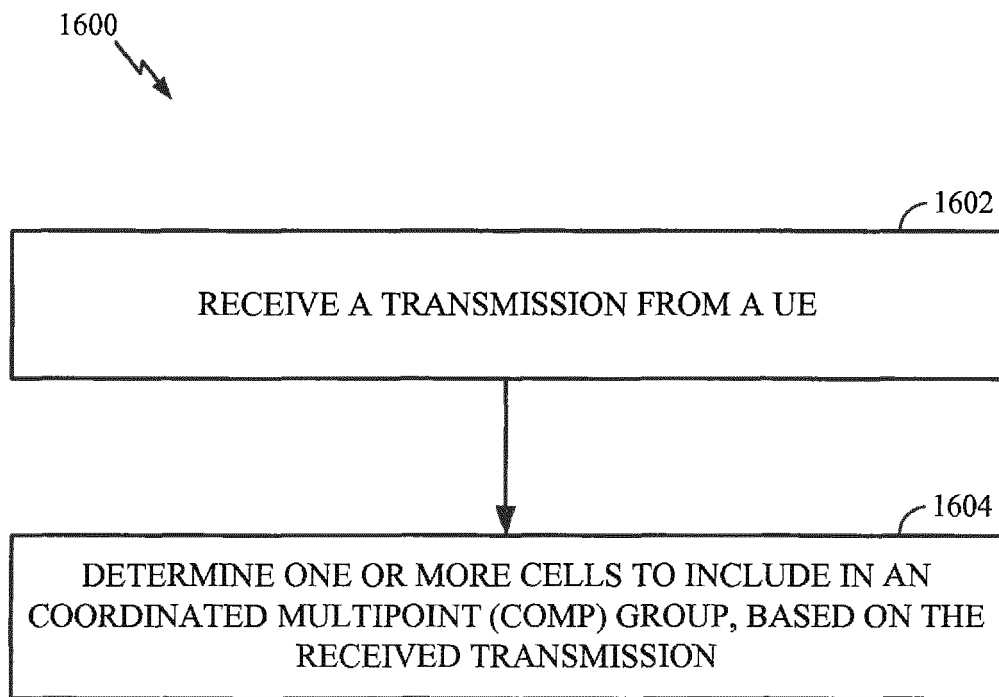 1600
1602
RECEIVE A TRANSMISSION FROM A UE
1604
DETERMINE ONE OR MORE CELLS TO INCLUDE IN AN
COORDINATED MULTIPOINT (COMP) GROUP, BASED ON THE
RECEIVED TRANSMISSION